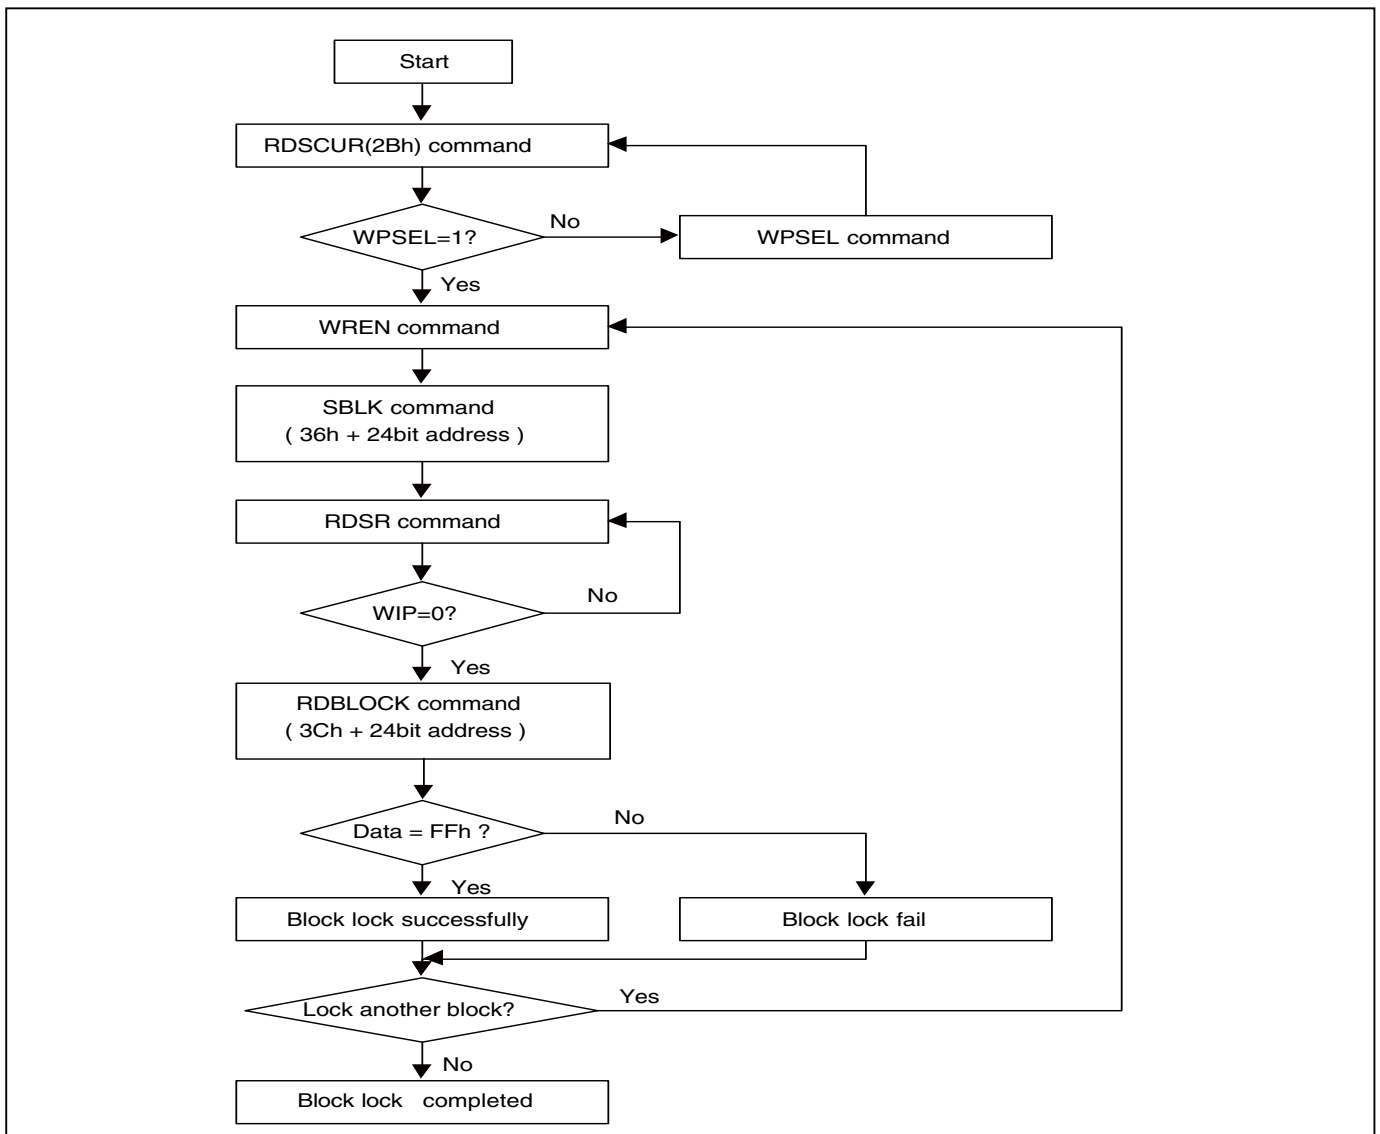 Start
RDSCUR(2Bh) command
WPSEL=1?
No
WPSEL command
Yes
WREN command
SBLK command
( 36h + 24bit address )
RDSR command
WIP=0?
No
Yes
RDBLOCK command
( 3Ch + 24bit address )
Data = FFh ?
No
Yes
Block lock successfully
Block lock fail
Lock another block?
Yes
No
Block lock completed